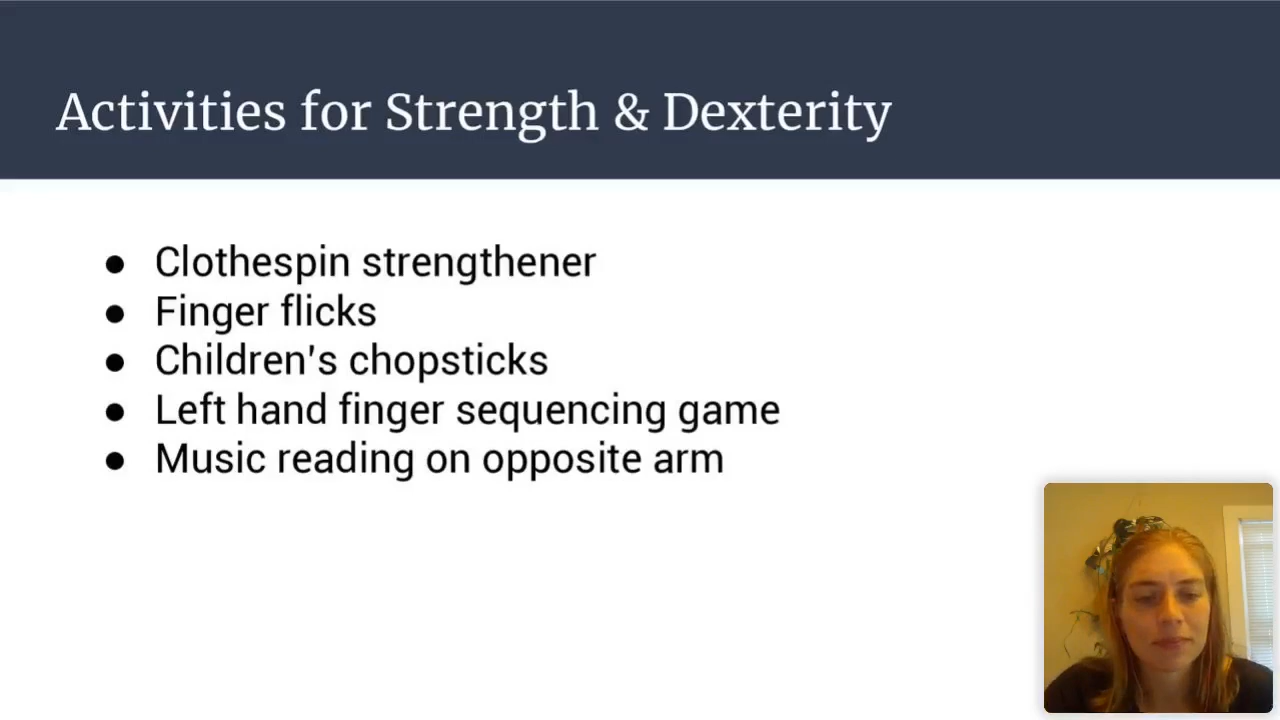 Activities for Strength & Dexterity
● Clothespin strengthener
● Finger flicks
● Children's chopsticks
● Left hand finger sequencing game
● Music reading on opposite arm